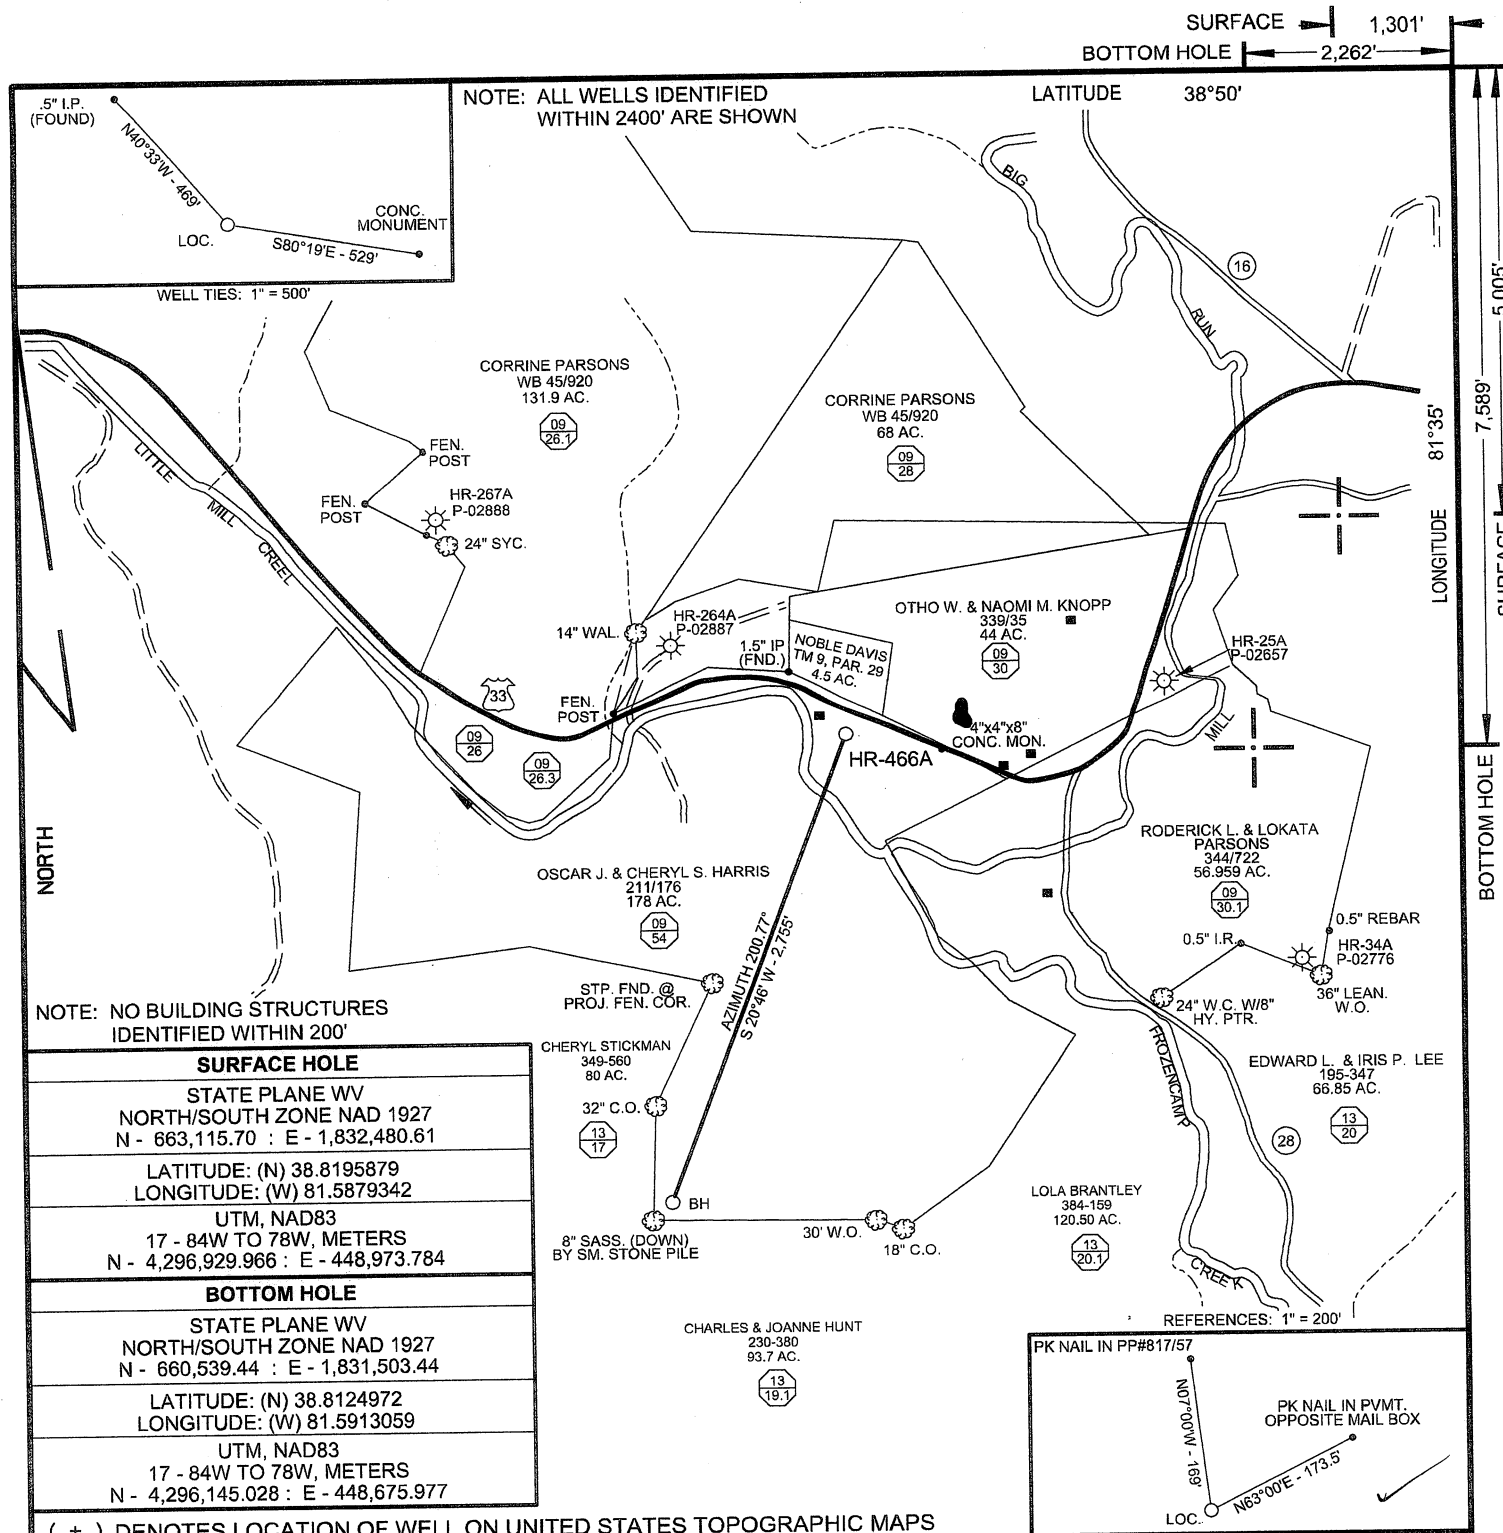 SURFACE 1,301'
BOTTOM HOLE 2,262'
.5" I.P.
(FOUND)
N40°33'W - 469'
LOC.
CONC.
MONUMENT
S80°19'E - 529'
WELL TIES: 1" = 500'
NOTE: ALL WELLS IDENTIFIED
WITHIN 2400' ARE SHOWN
LATITUDE 38°50'
BIG
RUN
16
5,005'
7,589'
SURFACE
BOTTOM HOLE
LONGITUDE 81°35'
CORRINE PARSONS
WB 45/920
131.9 AC.
09
26.1
CORRINE PARSONS
WB 45/920
68 AC.
09
28
FEN.
POST
FEN.
POST
HR-267A
P-02888
24" SYC.
LITTLE
MILL
CREEL
14" WAL.
HR-264A
P-02887
1.5" IP
(FND.)
NOBLE DAVIS
TM 9, PAR. 29
4.5 AC.
OTHO W. & NAOMI M. KNOPP
339/35
44 AC.
09
30
HR-25A
P-02657
33
FEN.
POST
09
26
09
26.3
4"x4"x8"
CONC. MON.
HR-466A
MILL
NORTH
OSCAR J. & CHERYL S. HARRIS
211/176
178 AC.
09
54
AZIMUTH 200.77°
S 20°46' W - 2,755'
RODERICK L. & LOKATA
PARSONS
344/722
56.959 AC.
09
30.1
0.5" REBAR
0.5" I.R.
HR-34A
P-02776
36" LEAN.
W.O.
24" W.C. W/8"
HY. PTR.
STP. FND. @
PROJ. FEN. COR.
NOTE: NO BUILDING STRUCTURES
IDENTIFIED WITHIN 200'
CHERYL STICKMAN
349-560
80 AC.
32" C.O.
13
17
FROZENCAMP
CREEK
EDWARD L. & IRIS P. LEE
195-347
66.85 AC.
13
20
28
BH
8" SASS. (DOWN)
BY SM. STONE PILE
30' W.O.
18" C.O.
LOLA BRANTLEY
384-159
120.50 AC.
13
20.1
CHARLES & JOANNE HUNT
230-380
93.7 AC.
13
19.1
SURFACE HOLE
STATE PLANE WV
NORTH/SOUTH ZONE NAD 1927
N - 663,115.70 : E - 1,832,480.61
LATITUDE: (N) 38.8195879
LONGITUDE: (W) 81.5879342
UTM, NAD83
17 - 84W TO 78W, METERS
N - 4,296,929.966 : E - 448,973.784
BOTTOM HOLE
STATE PLANE WV
NORTH/SOUTH ZONE NAD 1927
N - 660,539.44 : E - 1,831,503.44
LATITUDE: (N) 38.8124972
LONGITUDE: (W) 81.5913059
UTM, NAD83
17 - 84W TO 78W, METERS
N - 4,296,145.028 : E - 448,675.977
REFERENCES: 1" = 200'
PK NAIL IN PP#817/57
N07°00'W - 169'
PK NAIL IN PVMT.
OPPOSITE MAIL BOX
N63°00'E - 173.5'
LOC.
( + ) DENOTES LOCATION OF WELL ON UNITED STATES TOPOGRAPHIC MAPS